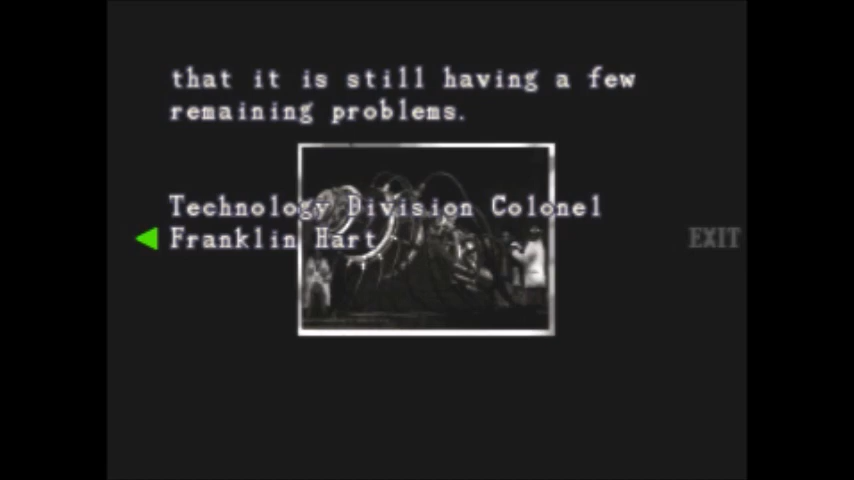 that it is still having a few
remaining problems.
Technology Division Colonel
Franklin Hart
EXIT